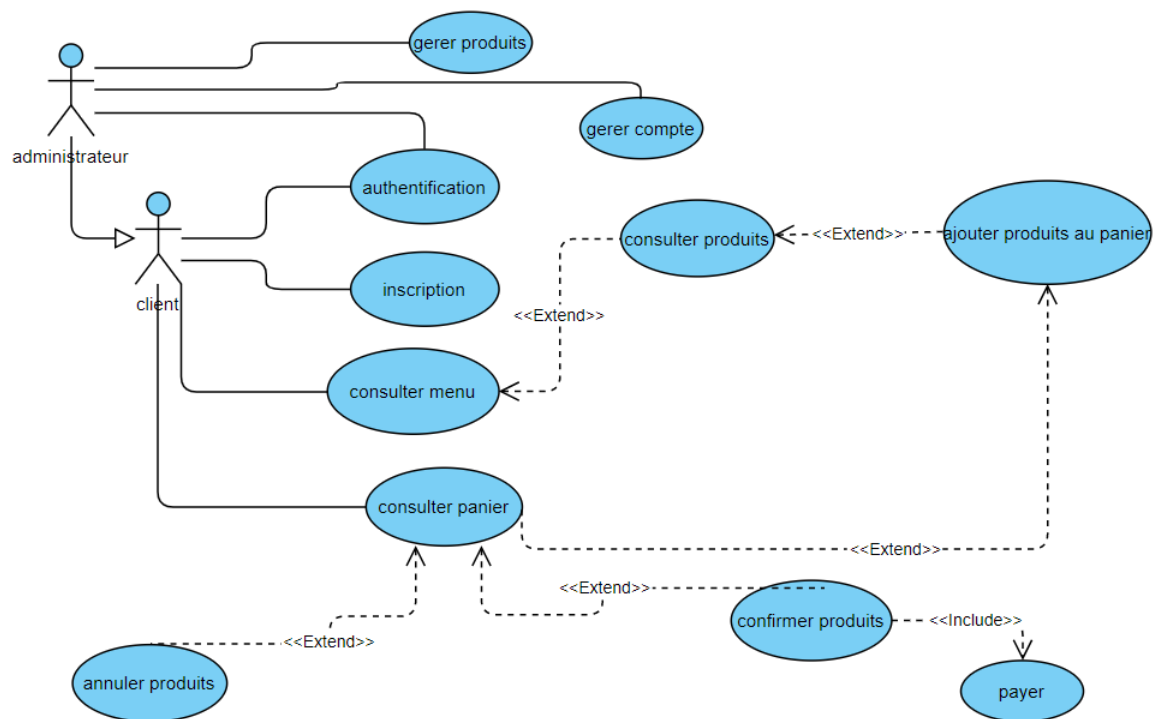 gerer produits
gerer compte
administrateur
authentification
consulter produits
<<Extend>>
ajouter produits au panier
client
inscription
<<Extend>>
consulter menu
consulter panier
<<Extend>>
<<Extend>>
confirmer produits
<<Include>>
<<Extend>>
annuler produits
payer